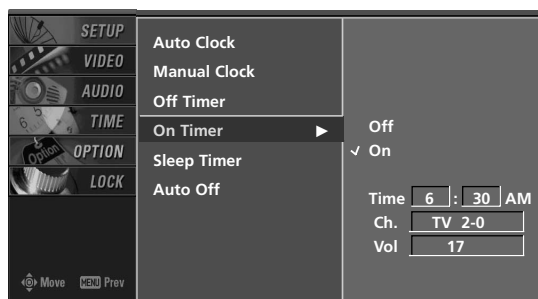 SETUP
VIDEO
AUDIO
TIME
OPTION
LOCK
Move MENU Prev
Auto Clock
Manual Clock
Off Timer
On Timer ►
Sleep Timer
Auto Off
Off
✓ On
Time 6 : 30 AM
Ch. TV 2-0
Vol 17